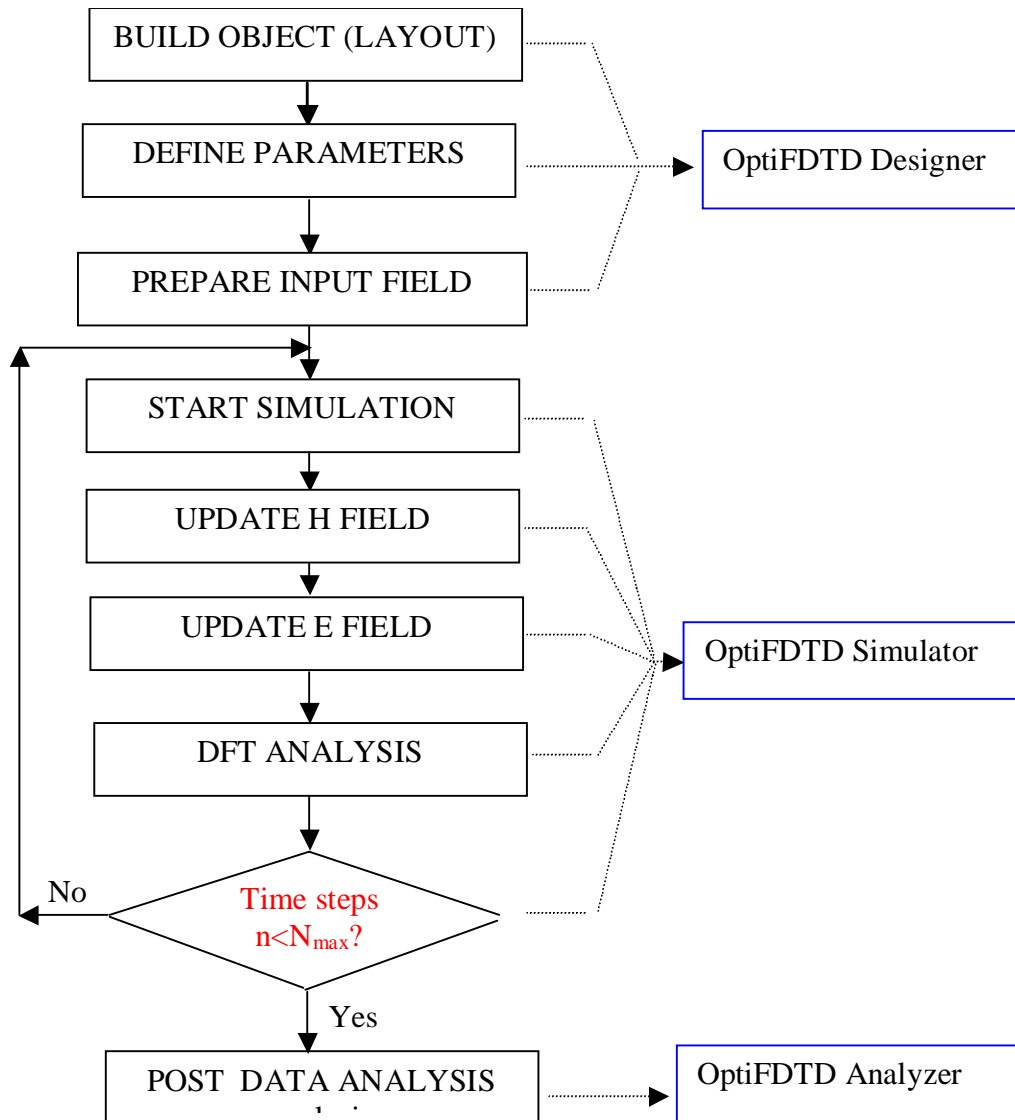 BUILD OBJECT (LAYOUT)
DEFINE PARAMETERS
OptiFDTD Designer
PREPARE INPUT FIELD
START SIMULATION
UPDATE H FIELD
UPDATE E FIELD
OptiFDTD Simulator
DFT ANALYSIS
No
Time steps
n<Nmax?
Yes
POST DATA ANALYSIS
OptiFDTD Analyzer